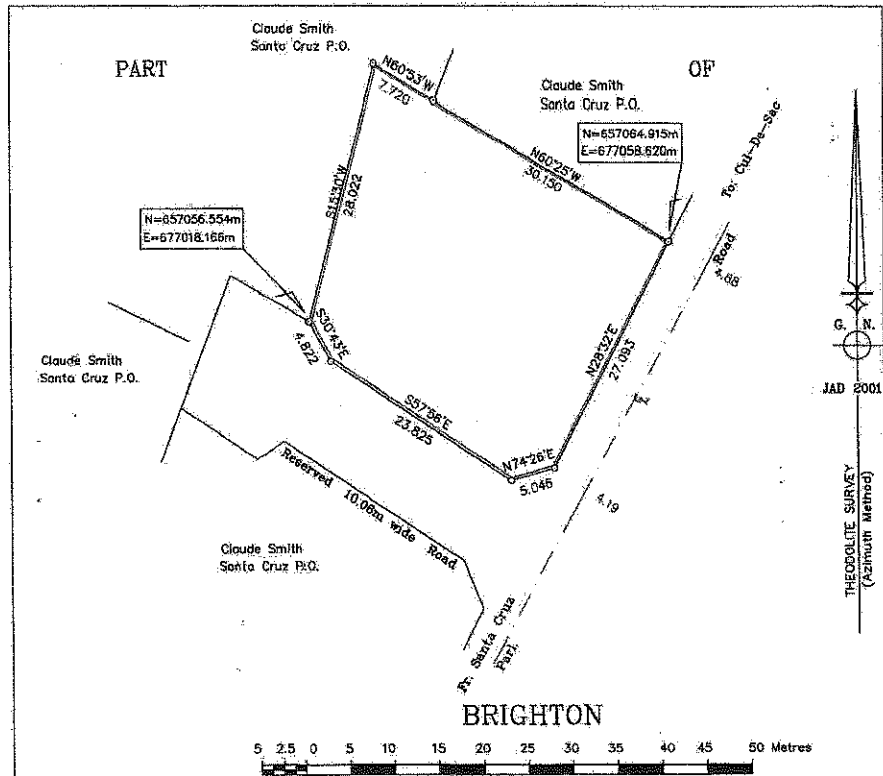 Claude Smith
Santa Cruz P.O.
PART
OF
N60°53'W
7.720
Claude Smith
Santa Cruz P.O.
N=657064.915m
E=677058.620m
N60°25'W
30.150
To: Cul-De-Sac
S15°30'W
28.022
N=657056.554m
E=677018.166m
Road
4.88
S30°43'E
4.822
G. N.
N28°32'E
27.093
Claude Smith
Santa Cruz P.O.
JAD 2001
S57°56'E
23.825
N74°26'E
5.046
Reserved 10.06m wide Road
4.19
Claude Smith
Santa Cruz P.O.
THEODOLITE SURVEY
(Azimuth Method)
Fr. Santa Cruz
Parl.
BRIGHTON
5 2.5 0 5 10 15 20 25 30 35 40 45 50 Metres